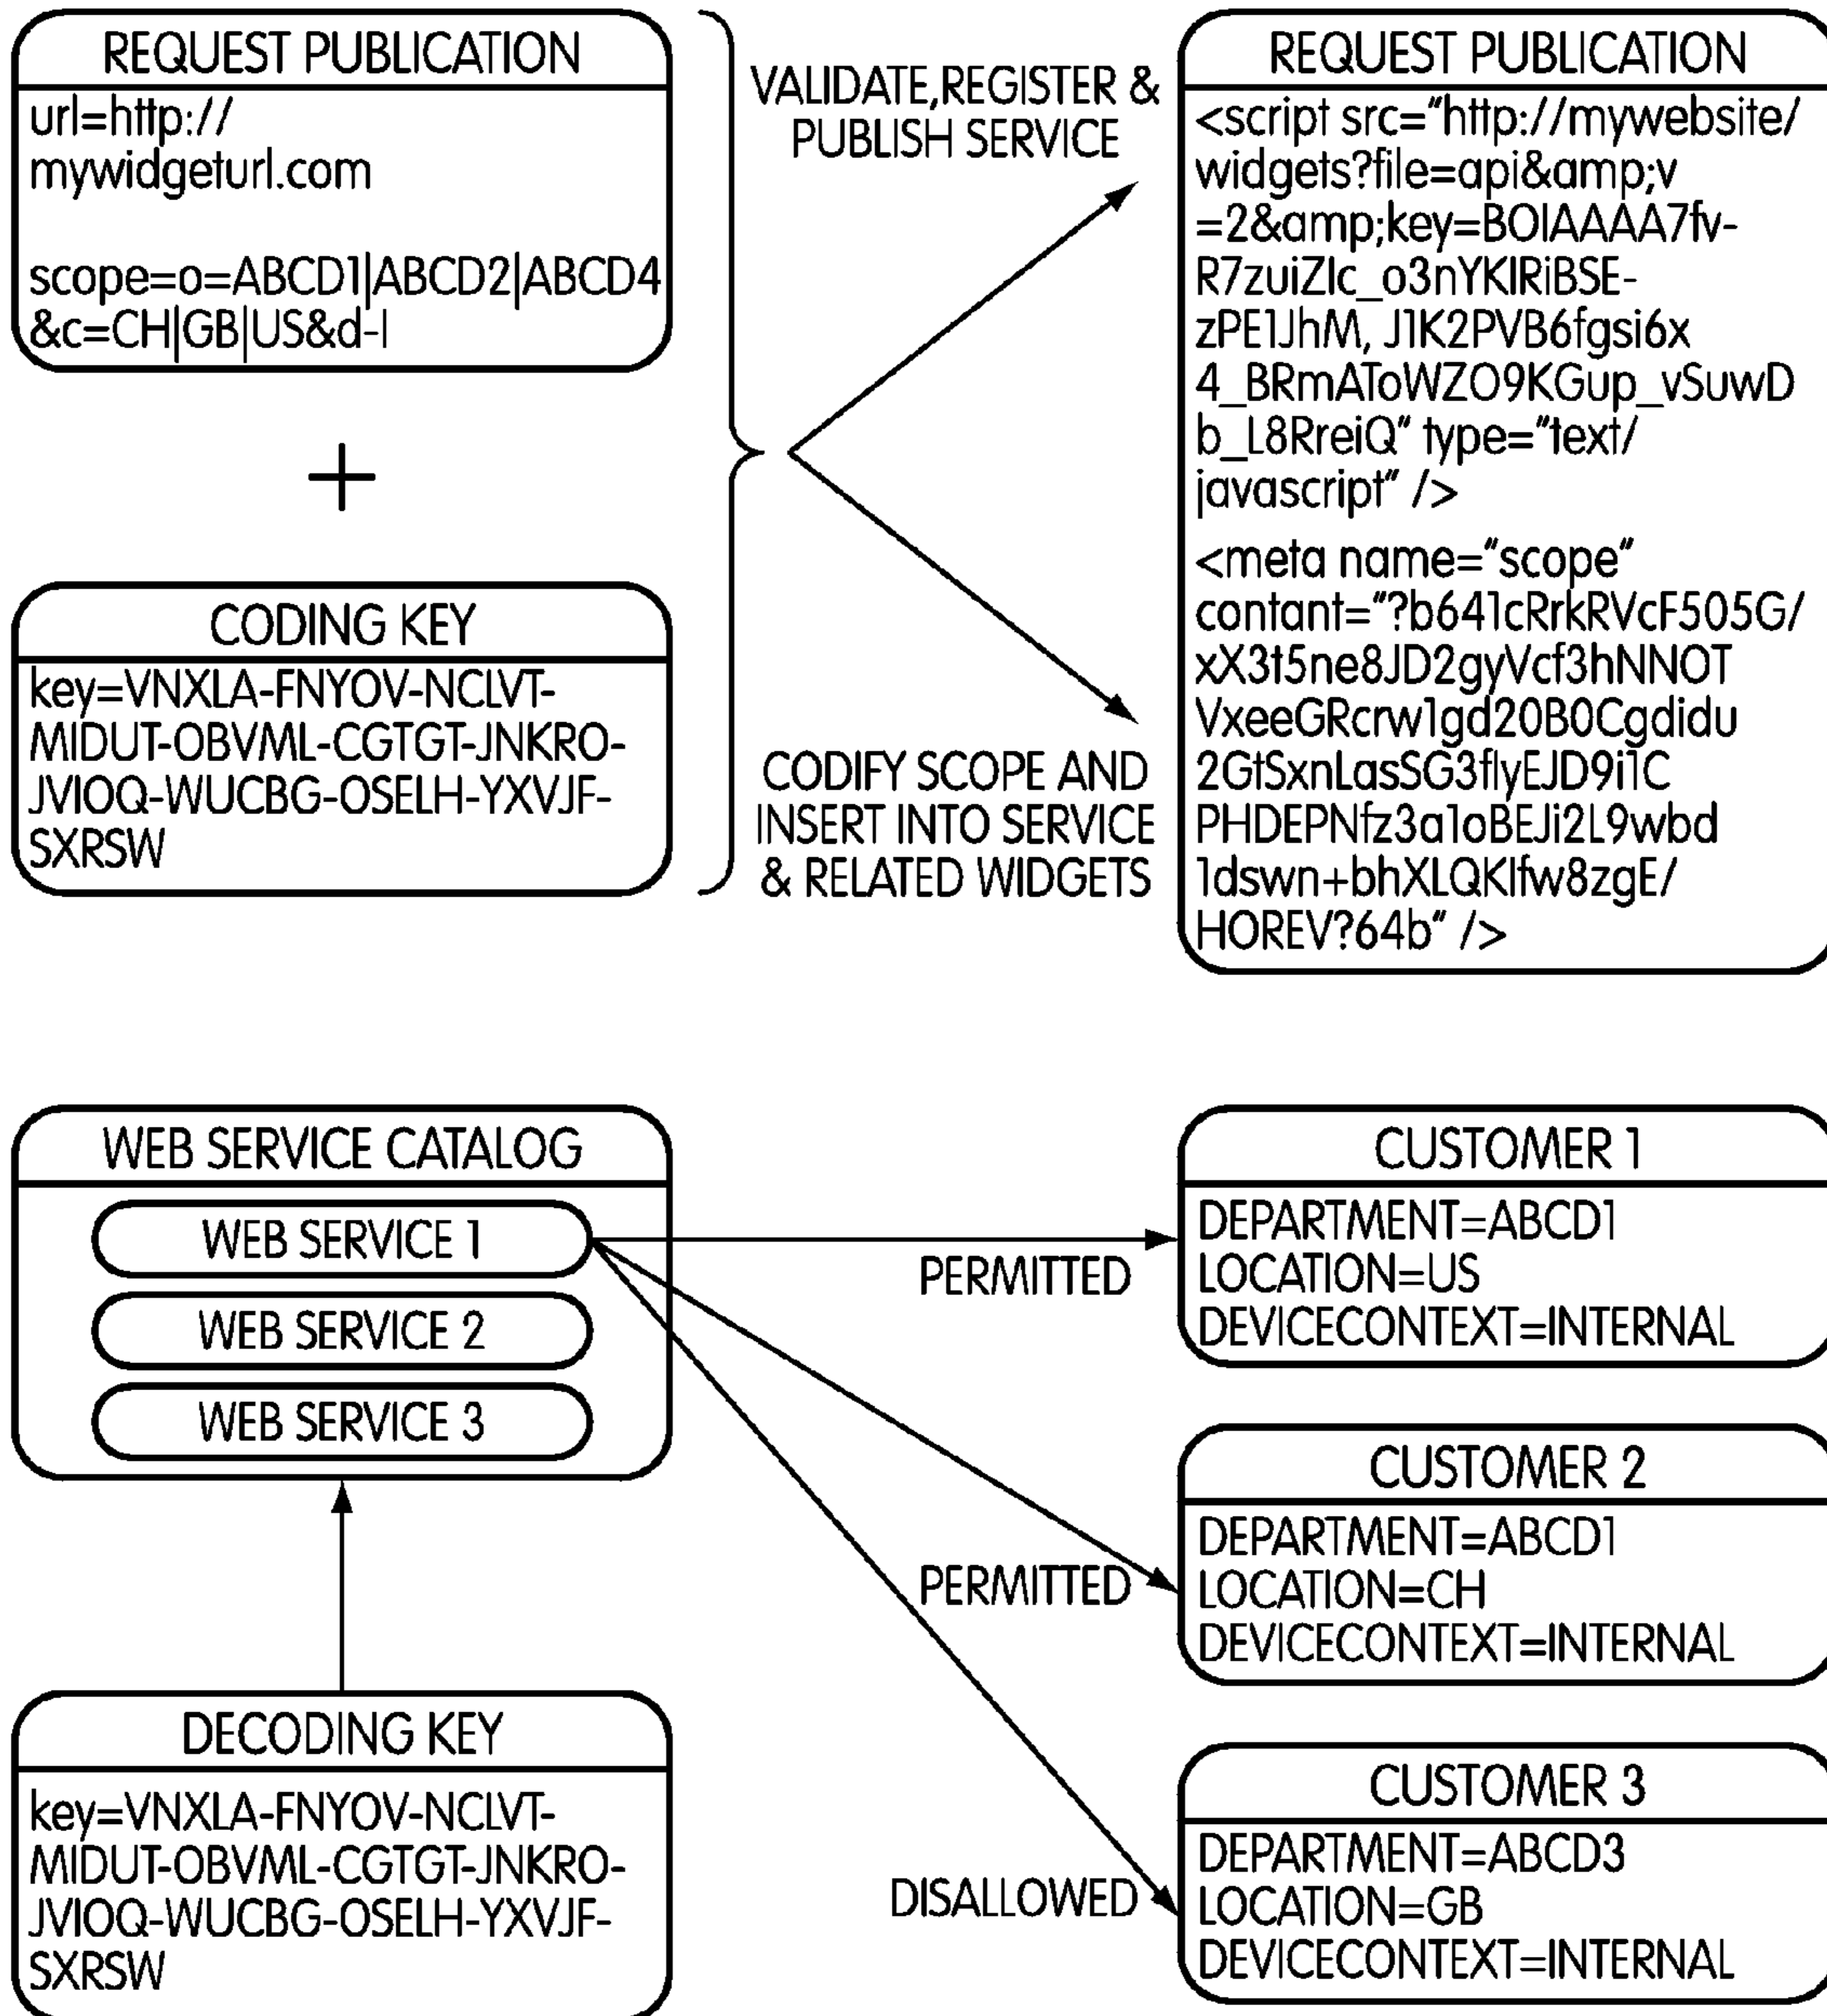 REQUEST PUBLICATION
url=http://
mywidgeturl.com
scope=o=ABCD1|ABCD2|ABCD4
&c=CH|GB|US&d-I
+
CODING KEY
key=VNXLA-FNYOV-NCLVT-
MIDUT-OBVML-CGTGT-JNKRO-
JVIOQ-WUCBG-OSELH-YXVJF-
SXRSW
VALIDATE,REGISTER &
PUBLISH SERVICE
CODIFY SCOPE AND
INSERT INTO SERVICE
& RELATED WIDGETS
REQUEST PUBLICATION
<script src="http://mywebsite/
widgets?file=api&amp;v
=2&amp;key=BOIAAAA7fv-
R7zuiZIc_o3nYKIRiBSE-
zPE1JhM, J1K2PVB6fgsi6x
4_BRmAToWZO9KGup_vSuwD
b_L8RreiQ" type="text/
javascript" />
<meta name="scope"
contant="?b641cRrkRVcF505G/
xX3t5ne8JD2gyVcf3hNNOT
VxeeGRcrw1gd20B0Cgdidu
2GtSxnLasSG3flyEJD9i1C
PHDEPNfz3a1oBEJi2L9wbd
1dswn+bhXLQKIfw8zgE/
HOREV?64b" />
WEB SERVICE CATALOG
WEB SERVICE 1
WEB SERVICE 2
WEB SERVICE 3
DECODING KEY
key=VNXLA-FNYOV-NCLVT-
MIDUT-OBVML-CGTGT-JNKRO-
JVIOQ-WUCBG-OSELH-YXVJF-
SXRSW
PERMITTED
PERMITTED
DISALLOWED
CUSTOMER 1
DEPARTMENT=ABCD1
LOCATION=US
DEVICECONTEXT=INTERNAL
CUSTOMER 2
DEPARTMENT=ABCD1
LOCATION=CH
DEVICECONTEXT=INTERNAL
CUSTOMER 3
DEPARTMENT=ABCD3
LOCATION=GB
DEVICECONTEXT=INTERNAL